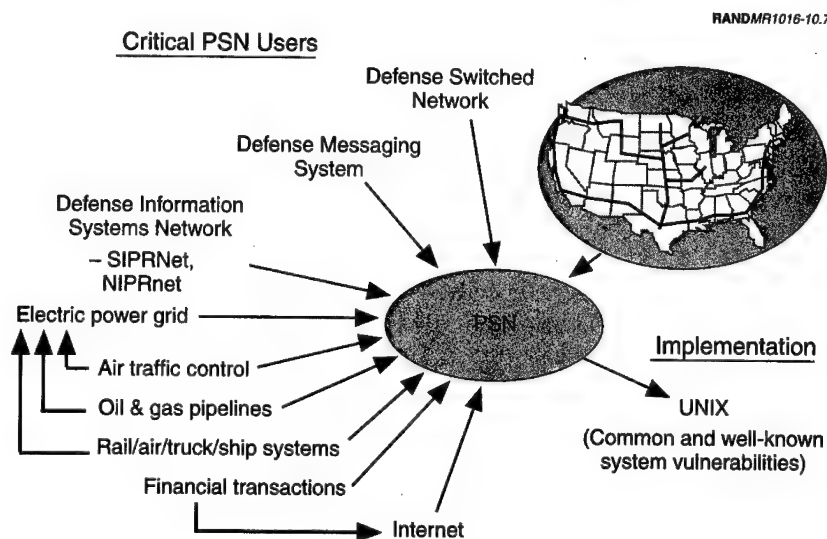 RANDMR1016-10.7
Critical PSN Users
Defense Switched
Network
Defense Messaging
System
Defense Information
Systems Network
– SIPRNet,
NIPRnet
Electric power grid
PSN
Air traffic control
Oil & gas pipelines
Rail/air/truck/ship systems
Financial transactions
Internet
Implementation
UNIX
(Common and well-known
system vulnerabilities)